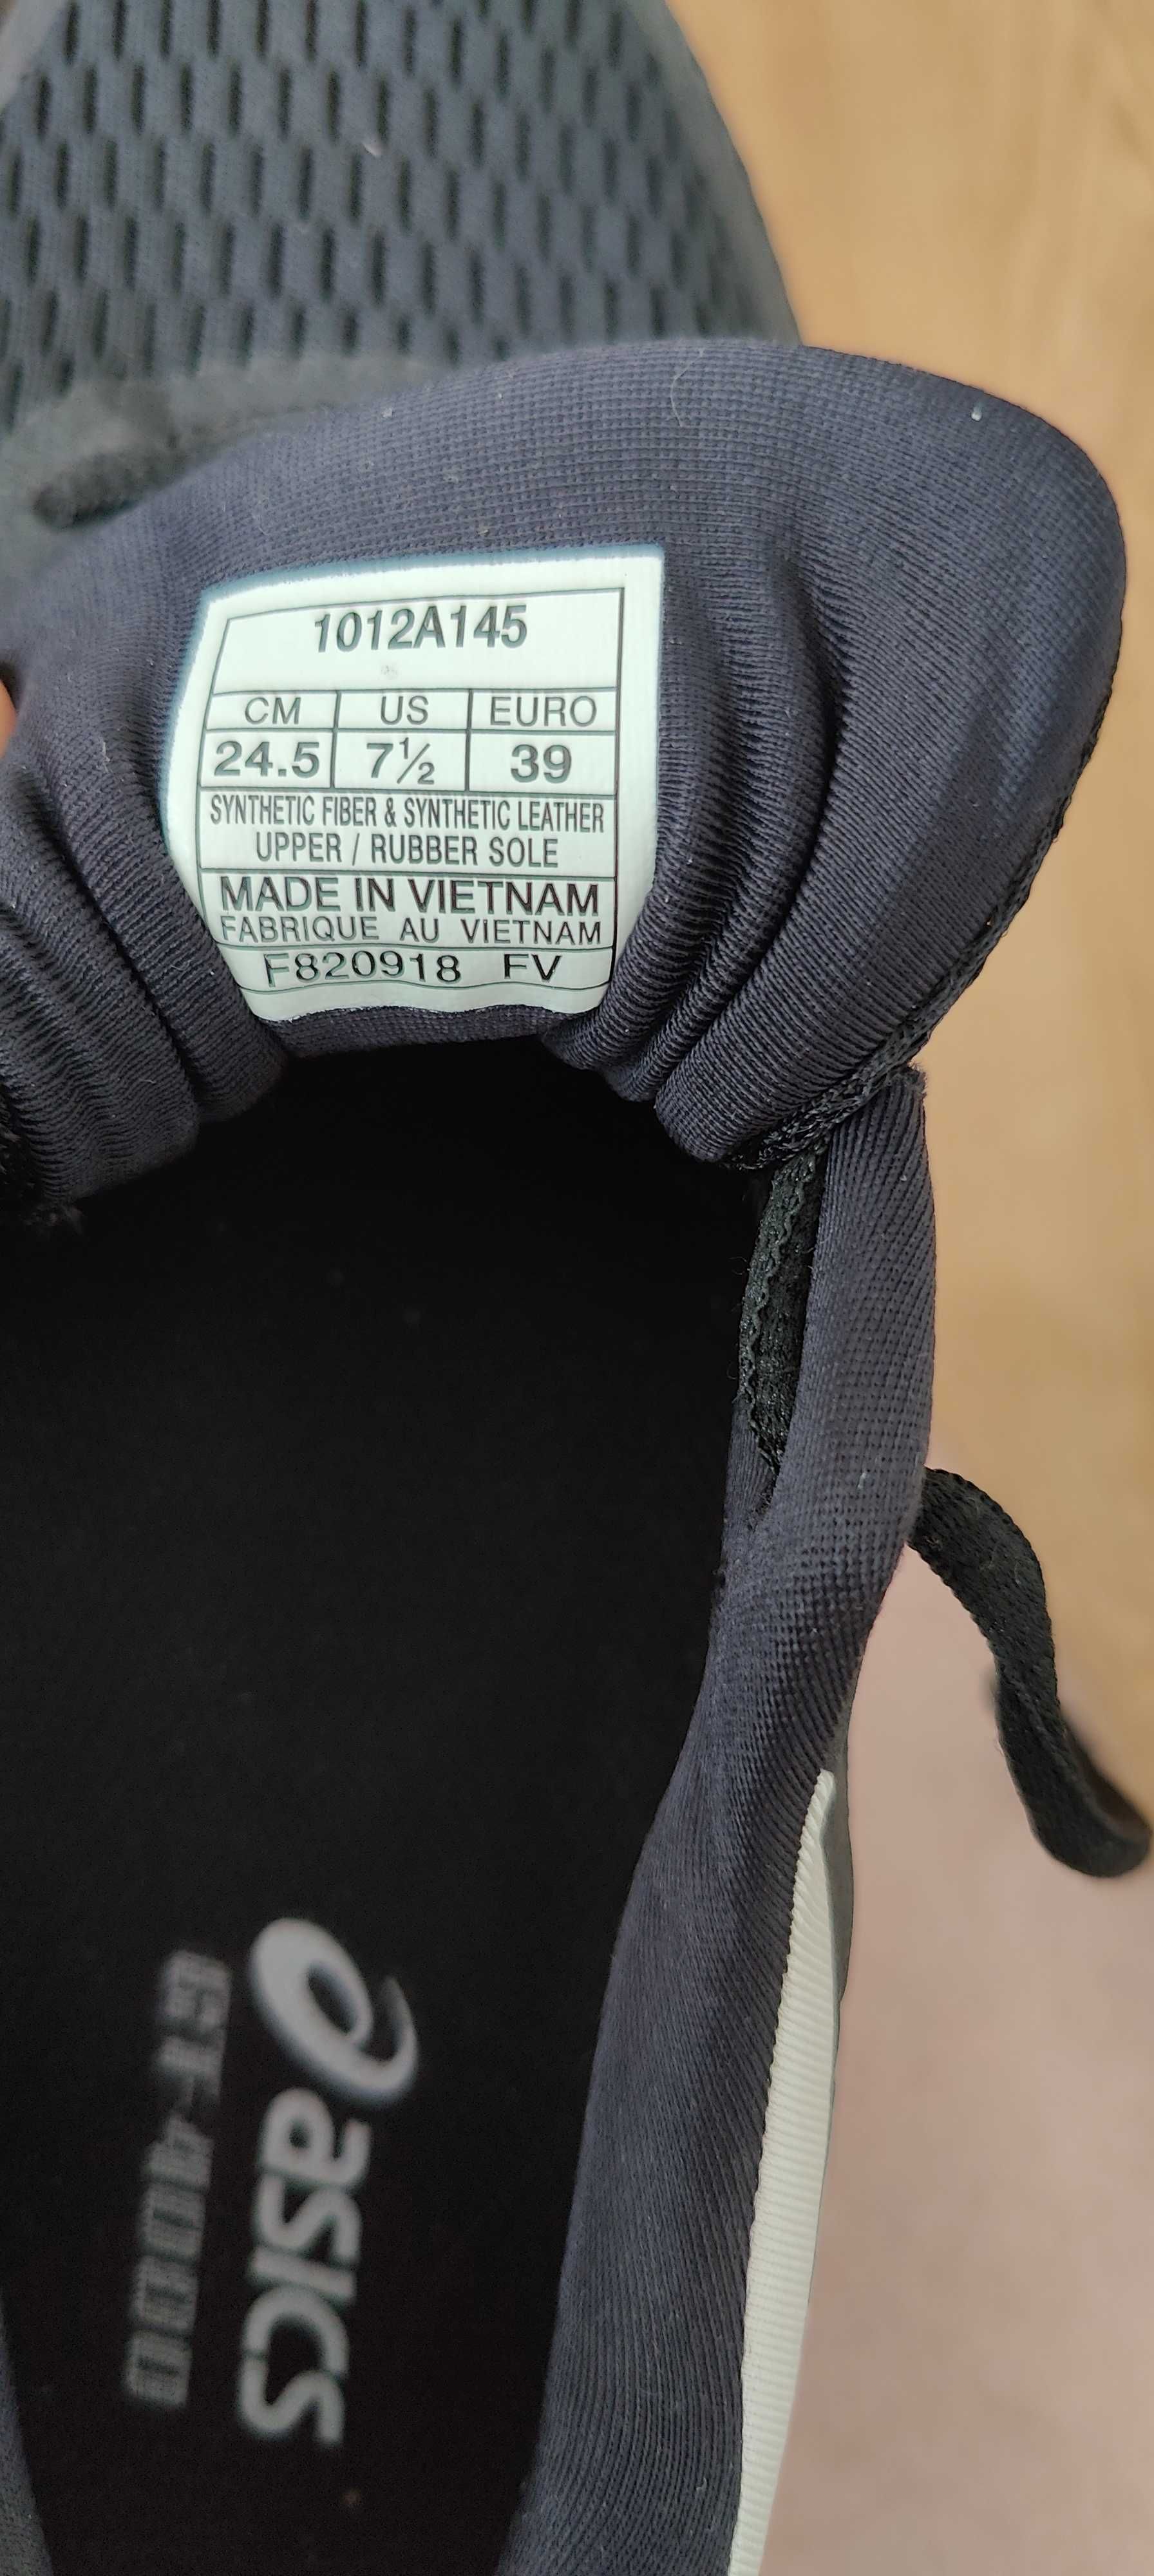 1012A145
CM US EURO
24.5 7½ 39
SYNTHETIC FIBER & SYNTHETIC LEATHER
UPPER / RUBBER SOLE
MADE IN VIETNAM
FABRIQUE AU VIETNAM
F820918 FV
asics
GT-1000